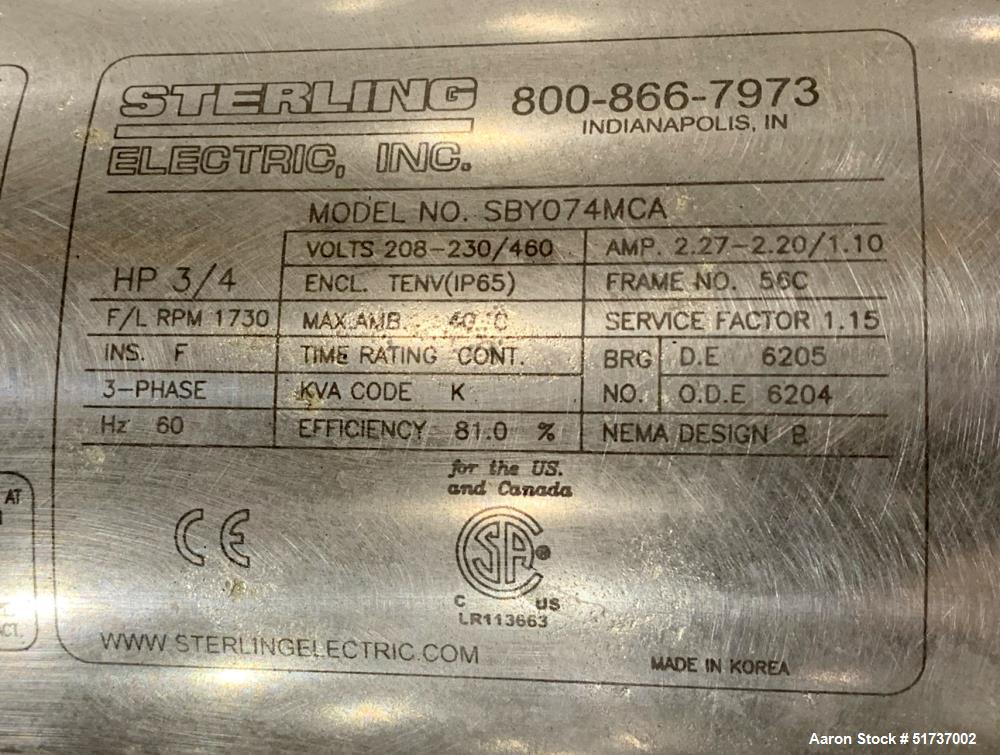 STERLING
ELECTRIC, INC.
800-866-7973
INDIANAPOLIS, IN
MODEL NO. SBY074MCA
VOLTS 208-230/460 AMP. 2.27-2.20/1.10
HP 3/4 ENCL. TENV(IP65) FRAME NO. 56C
F/L RPM 1730 MAX.AMB. 40 °C SERVICE FACTOR 1.15
INS. F TIME RATING CONT. BRG D.E 6205
3-PHASE KVA CODE K NO. O.D.E 6204
Hz 60 EFFICIENCY 81.0 % NEMA DESIGN B
for the US.
and Canada
CE
SA®
C US
LR113663
WWW.STERLINGELECTRIC.COM
MADE IN KOREA
AT
Aaron Stock # 51737002